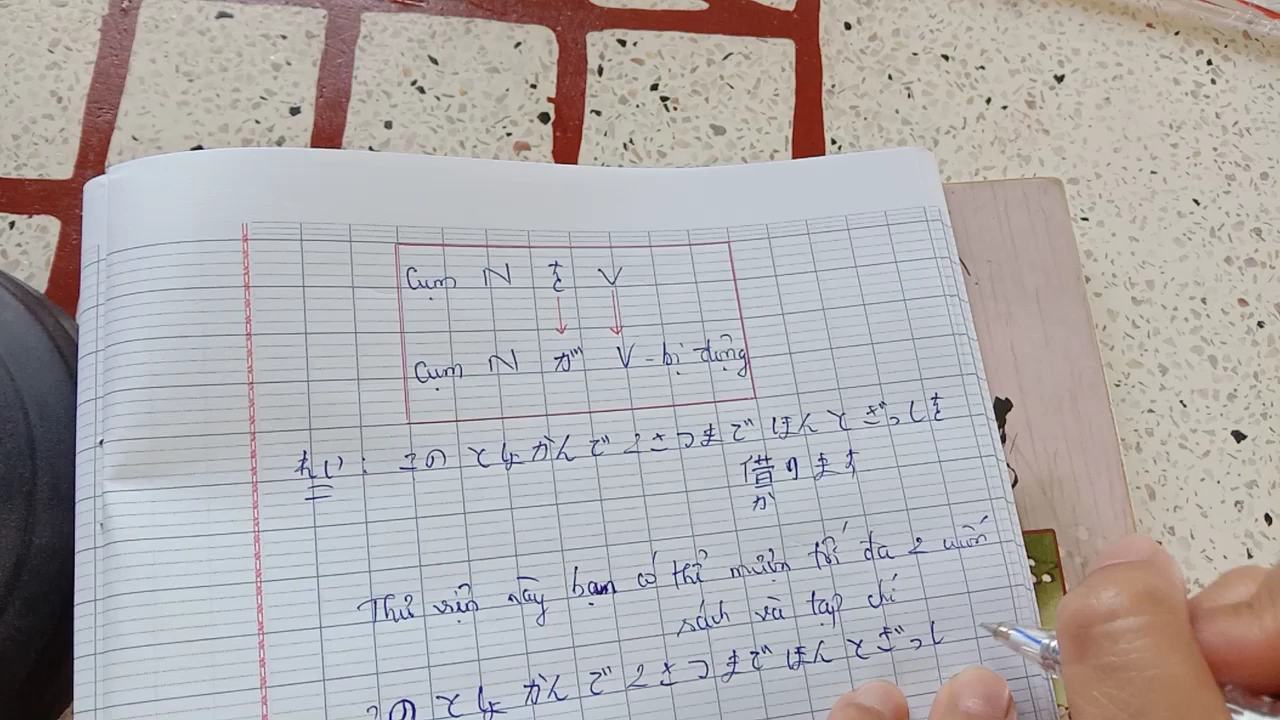 Cụm N を V
Cụm N が V - bị động
れい : このとしょかんで2さつまでほんとざっしを
借ります
か
Thư viện này bạn có thể mượn tối đa 2 cuốn
sách và tạp chí
このとしょかんで2さつまでほんとざっし